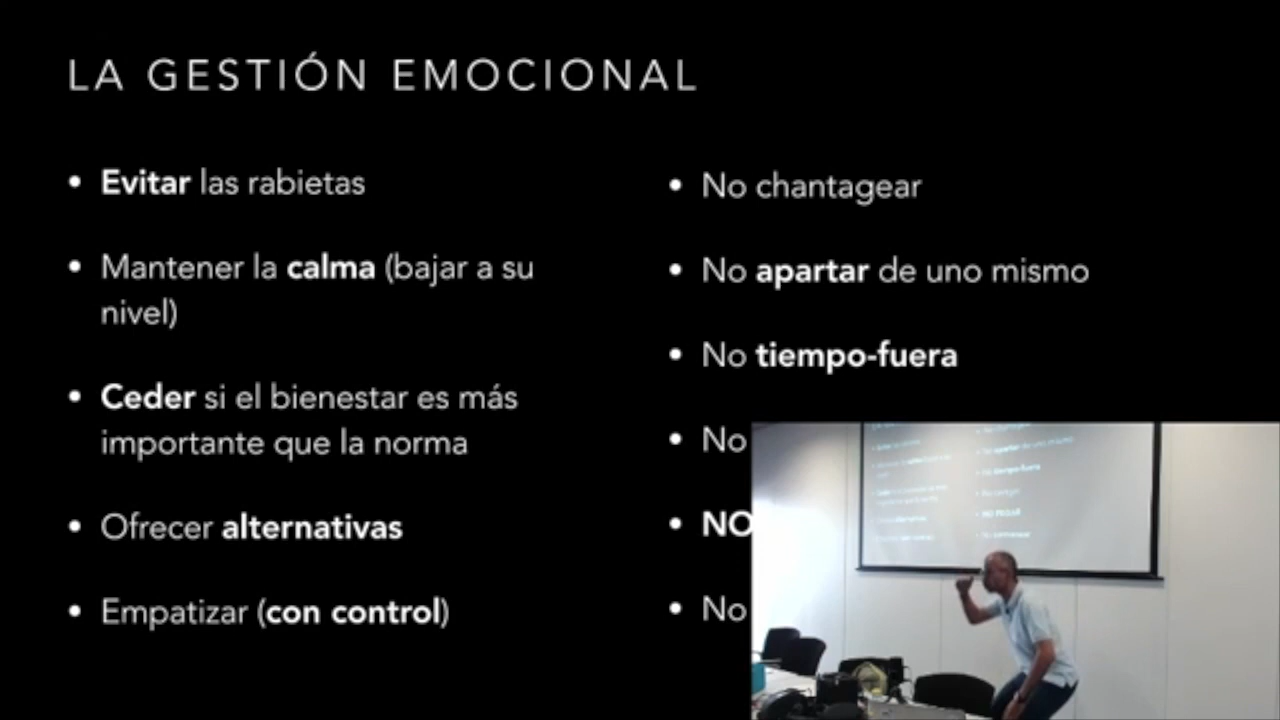 LA GESTIÓN EMOCIONAL
• Evitar las rabietas
• Mantener la calma (bajar a su
nivel)
• Ceder si el bienestar es más
importante que la norma
• Ofrecer alternativas
• Empatizar (con control)
• No chantagear
• No apartar de uno mismo
• No tiempo-fuera
• No
• NO
• No